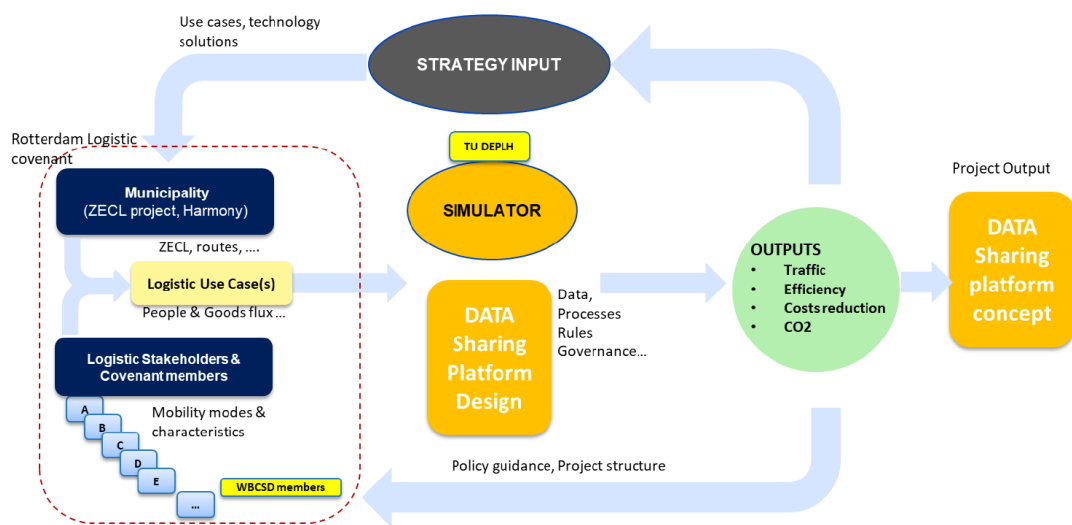 Use cases, technology
solutions
STRATEGY INPUT
Rotterdam Logistic
covenant
Municipality
(ZECL project, Harmony)
ZECL, routes, ....
Logistic Use Case(s)
People & Goods flux ...
Logistic Stakeholders &
Covenant members
A
B
C
D
E
...
Mobility modes &
characteristics
WBCSD members
TU DEPLH
SIMULATOR
DATA
Sharing
Platform
Design
Data,
Processes
Rules
Governance...
OUTPUTS
• Traffic
• Efficiency
• Costs reduction
• CO2
Policy guidance, Project structure
Project Output
DATA
Sharing
platform
concept